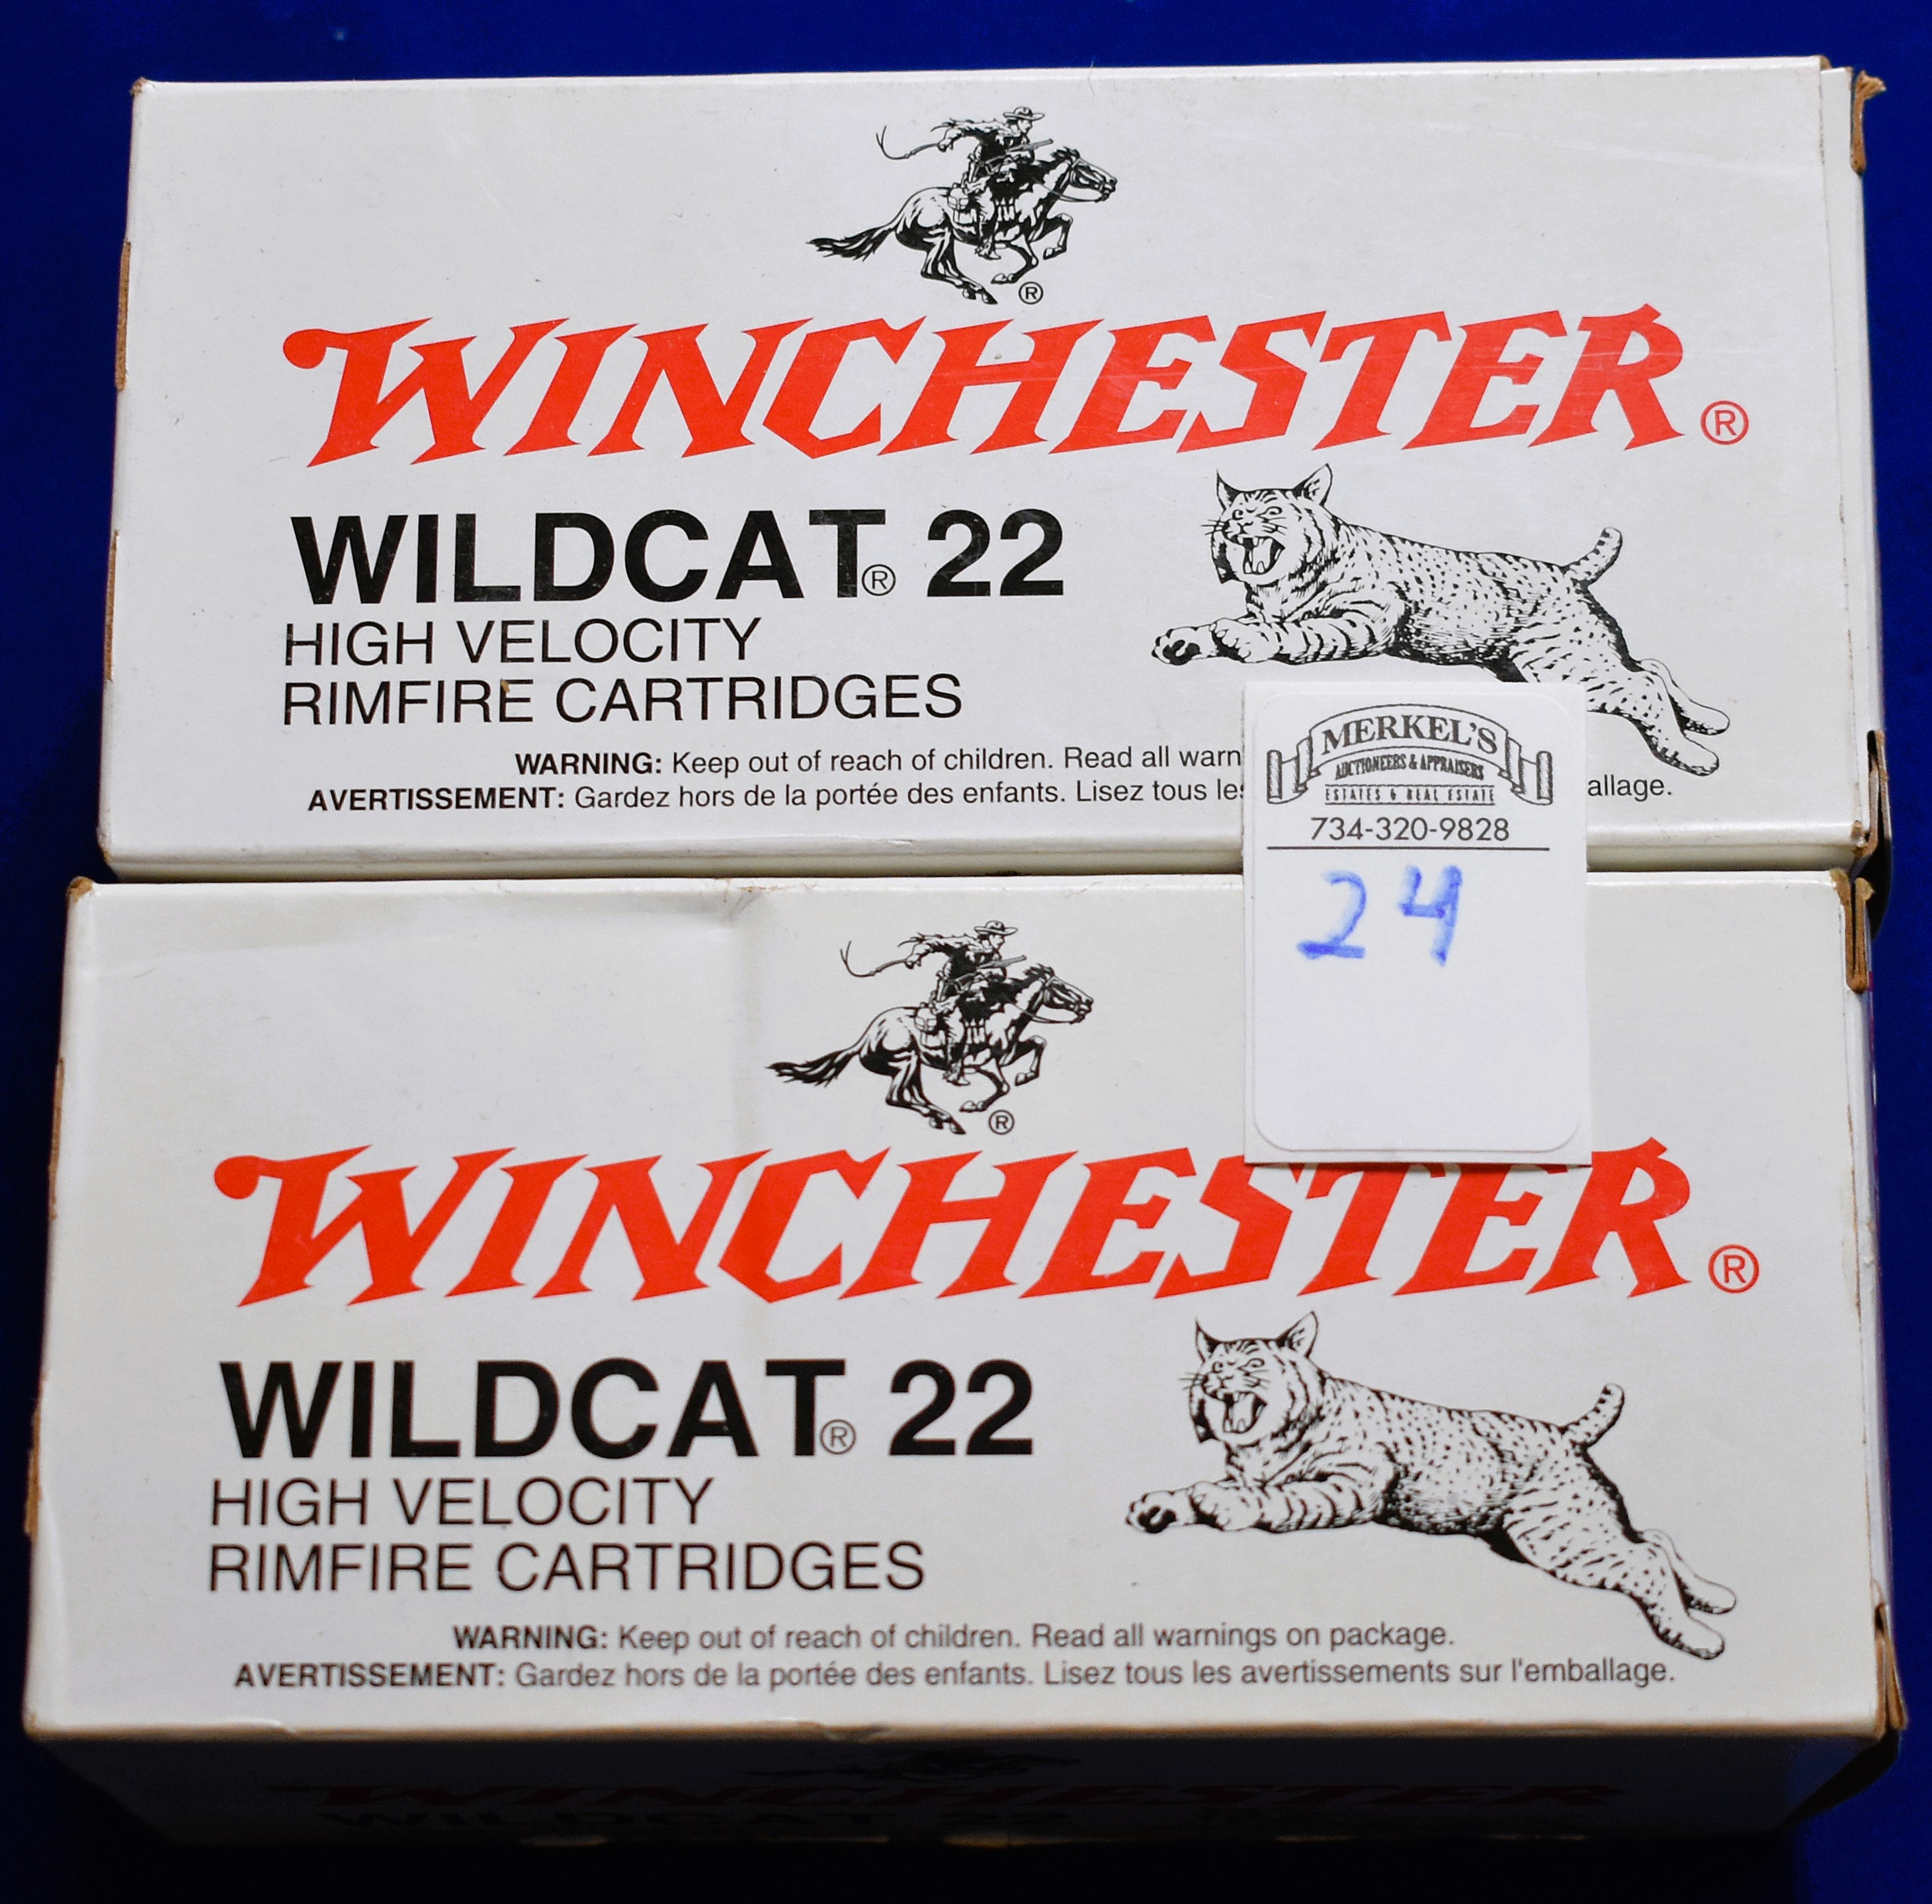 ®
WINCHESTER®
WILDCAT® 22
HIGH VELOCITY
RIMFIRE CARTRIDGES
WARNING: Keep out of reach of children. Read all warn
AVERTISSEMENT: Gardez hors de la portée des enfants. Lisez tous les allage.
MERKEL'S
AUCTIONEERS & APPRAISERS
ESTATES & REAL ESTATE
734-320-9828
24
®
WINCHESTER®
WILDCAT® 22
HIGH VELOCITY
RIMFIRE CARTRIDGES
WARNING: Keep out of reach of children. Read all warnings on package.
AVERTISSEMENT: Gardez hors de la portée des enfants. Lisez tous les avertissements sur l'emballage.
WINCHESTER
WILDCAT 22